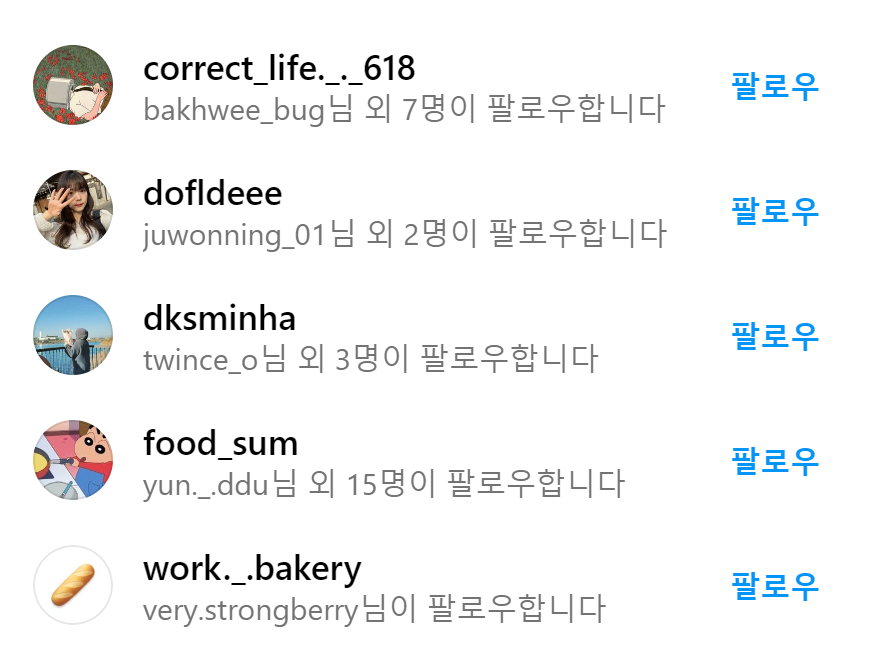 correct_life._._618
bakhwee_bug님 외 7명이 팔로우합니다
팔로우
dofldeee
juwonning_01님 외 2명이 팔로우합니다
팔로우
dksminha
twince_o님 외 3명이 팔로우합니다
팔로우
food_sum
yun._.ddu님 외 15명이 팔로우합니다
팔로우
work._.bakery
very.strongberry님이 팔로우합니다
팔로우